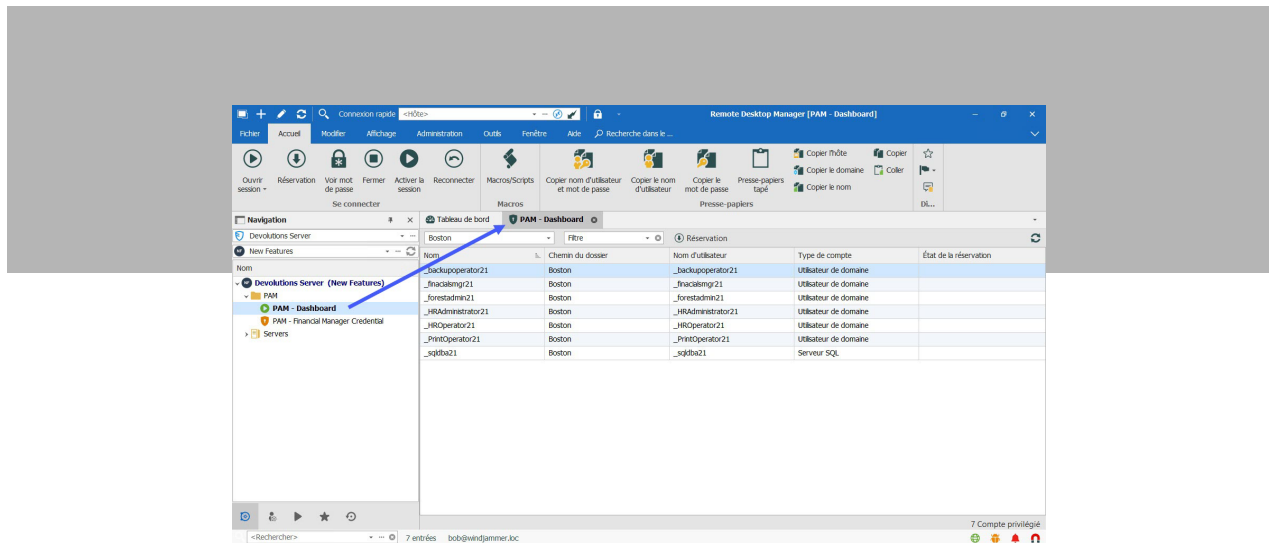 Connexion rapide <Hôte> Remote Desktop Manager [PAM - Dashboard]
Fichier Accueil Modifier Affichage Administration Outils Fenêtre Aide Recherche dans le ...
Ouvrir session
Réservation
Voir mot de passe
Fermer
Activer la session
Reconnecter
Macros/Scripts
Copier nom d'utilisateur et mot de passe
Copier le nom d'utilisateur
Copier le mot de passe
Presse-papiers tapé
Copier l'hôte
Copier le domaine
Copier le nom
Copier
Coller
Se connecter Macros Presse-papiers Di...
Navigation
Devolutions Server
New Features
Nom
Devolutions Server (New Features)
PAM
PAM - Dashboard
PAM - Financial Manager Credential
Servers
Tableau de bord PAM - Dashboard
Boston Filtre Réservation
Nom Chemin du dossier Nom d'utilisateur Type de compte État de la réservation
_backupoperator21 Boston _backupoperator21 Utilisateur de domaine
_finacialsmgr21 Boston _finacialsmgr21 Utilisateur de domaine
_forestadmin21 Boston _forestadmin21 Utilisateur de domaine
_HRAdministrator21 Boston _HRAdministrator21 Utilisateur de domaine
_HROperator21 Boston _HROperator21 Utilisateur de domaine
_PrintOperator21 Boston _PrintOperator21 Utilisateur de domaine
_sqldba21 Boston _sqldba21 Serveur SQL
7 Compte privilégié
<Rechercher> 7 entrées bob@windjammer.loc